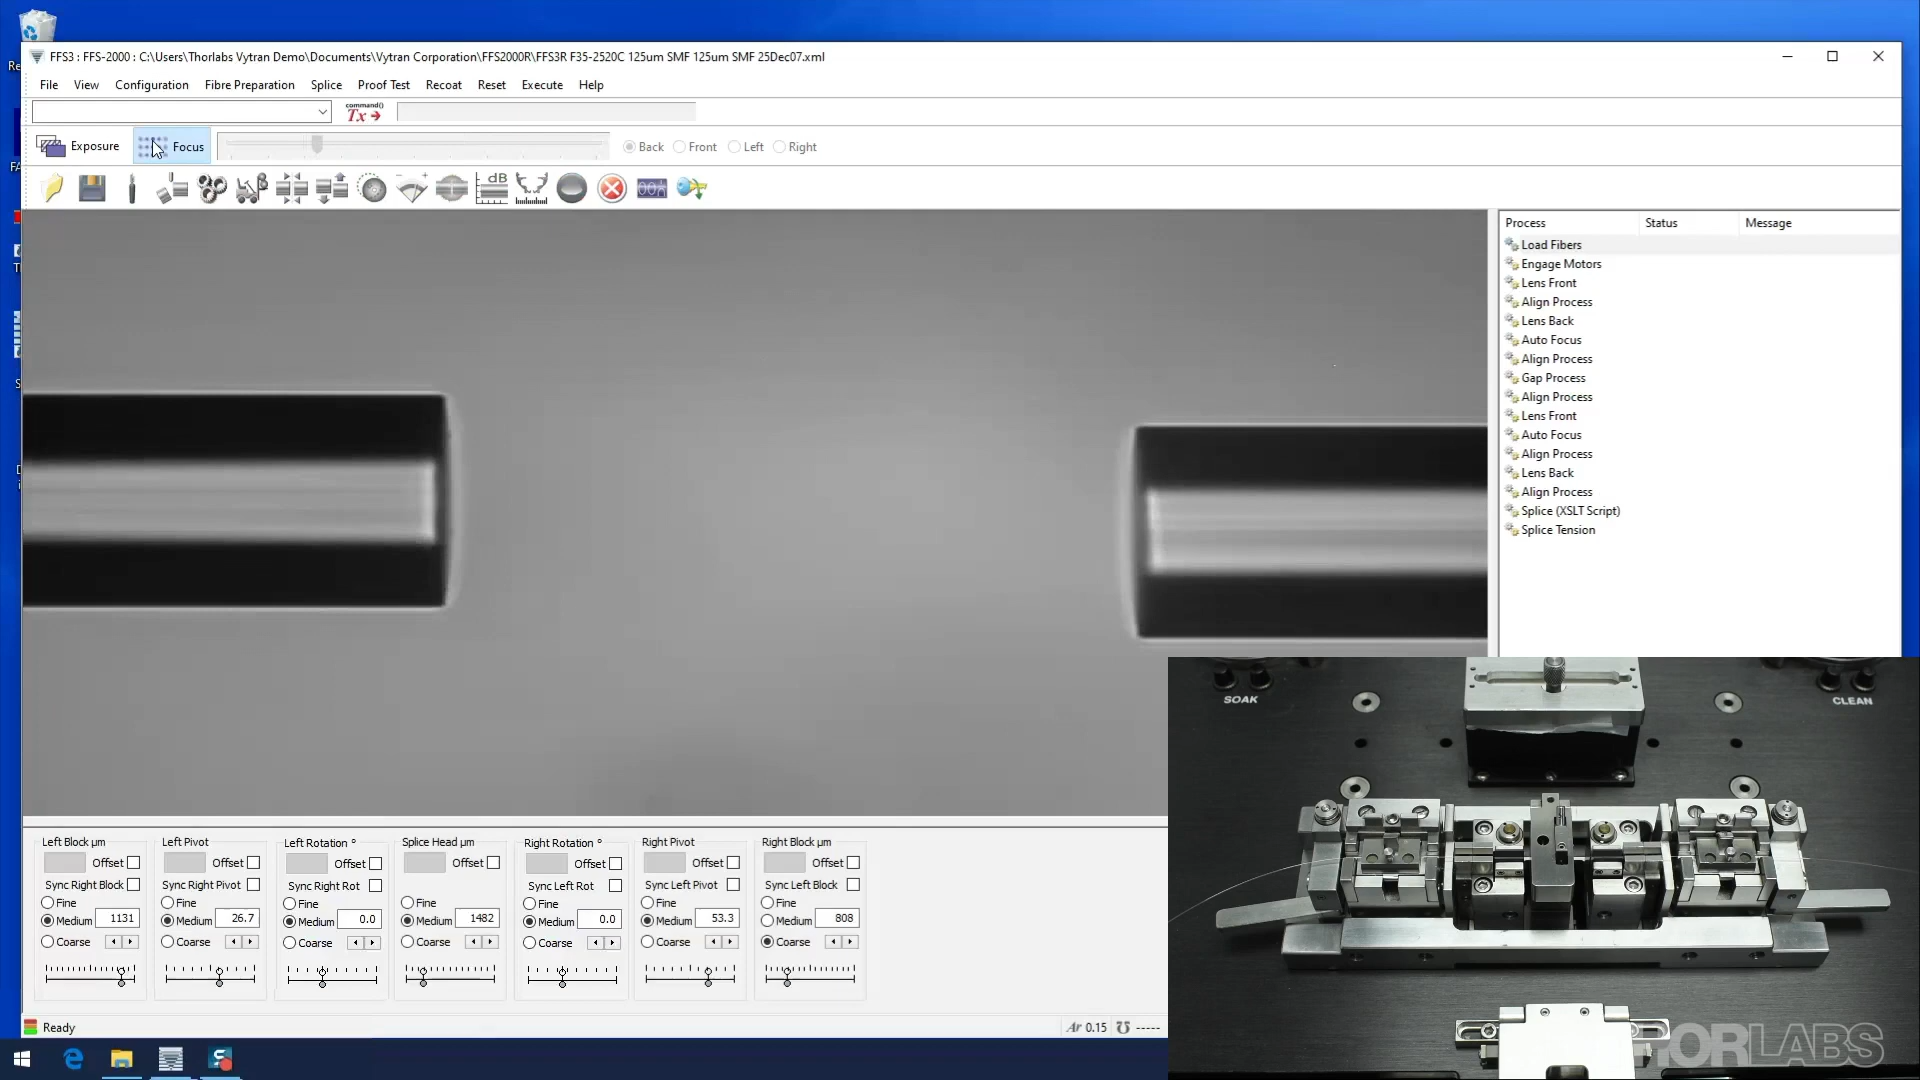 FFS3 : FFS-2000 : C:\Users\Thorlabs Vytran Demo\Documents\Vytran Corporation\FFS2000R\FFS3R F35-2520C 125um SMF 125um SMF 25Dec07.xml
File View Configuration Fibre Preparation Splice Proof Test Recoat Reset Execute Help
command()
Tx
Exposure Focus Back Front Left Right
dB
Process Status Message
Load Fibers
Engage Motors
Lens Front
Align Process
Lens Back
Auto Focus
Align Process
Gap Process
Align Process
Lens Front
Auto Focus
Align Process
Lens Back
Align Process
Splice (XSLT Script)
Splice Tension
SOAK CLEAN
Left Block µm Left Pivot Left Rotation ° Splice Head µm Right Rotation ° Right Pivot Right Block µm
Offset Offset Offset Offset Offset Offset Offset
Sync Right Block Sync Right Pivot Sync Right Rot Sync Left Rot Sync Left Pivot Sync Left Block
Fine Fine Fine Fine Fine Fine Fine
Medium 1131 Medium 26.7 Medium 0.0 Medium 1482 Medium 0.0 Medium 53.3 Medium 808
Coarse Coarse Coarse Coarse Coarse Coarse Coarse
Ready Ar 0.15 -----
HORLABS